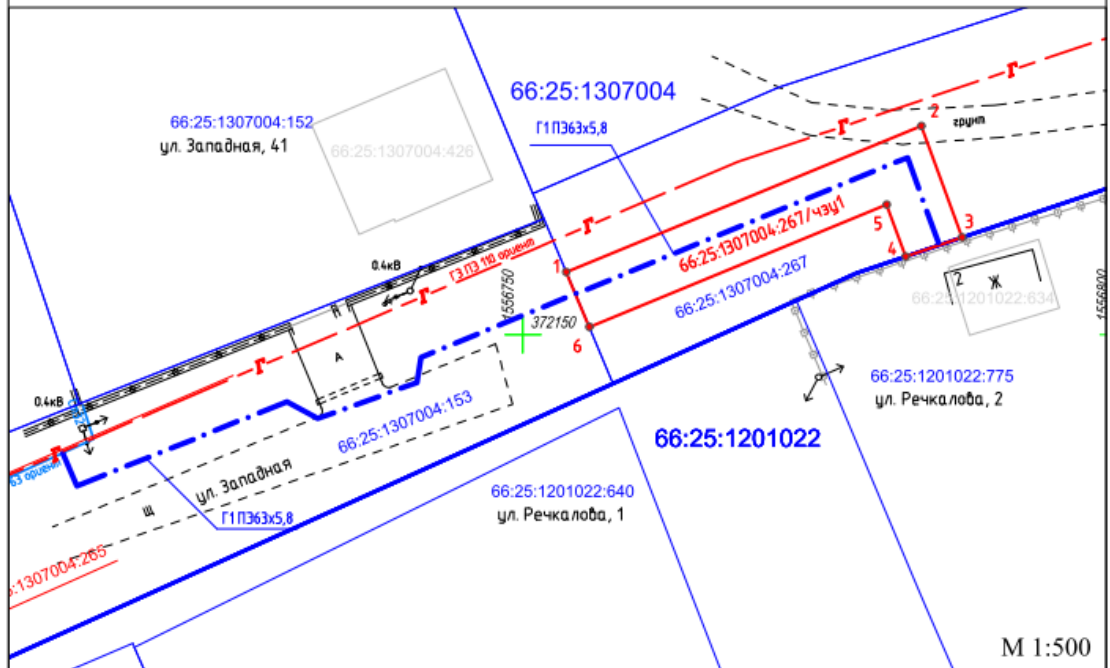 66:25:1307004
Г
2
грунт
66:25:1307004:152
ул. Западная, 41
66:25:1307004:426
Г1ПЭ63х5,8
Г
66:25:1307004:267/чзу1
5
3
4
Г
Г3 ПЭ 110 ориент
1
0.4кВ
Г
1556750
372150
66:25:1307004:267
2
Ж
66:25:1201022:634
1556800
6
А
Г
66:25:1201022:775
ул. Речкалова, 2
0.4кВ
66:25:1307004:153
66:25:1201022
Г
63 ориент
ул. Западная
Щ
Г1ПЭ63х5,8
66:25:1201022:640
ул. Речкалова, 1
:1307004:265
М 1:500